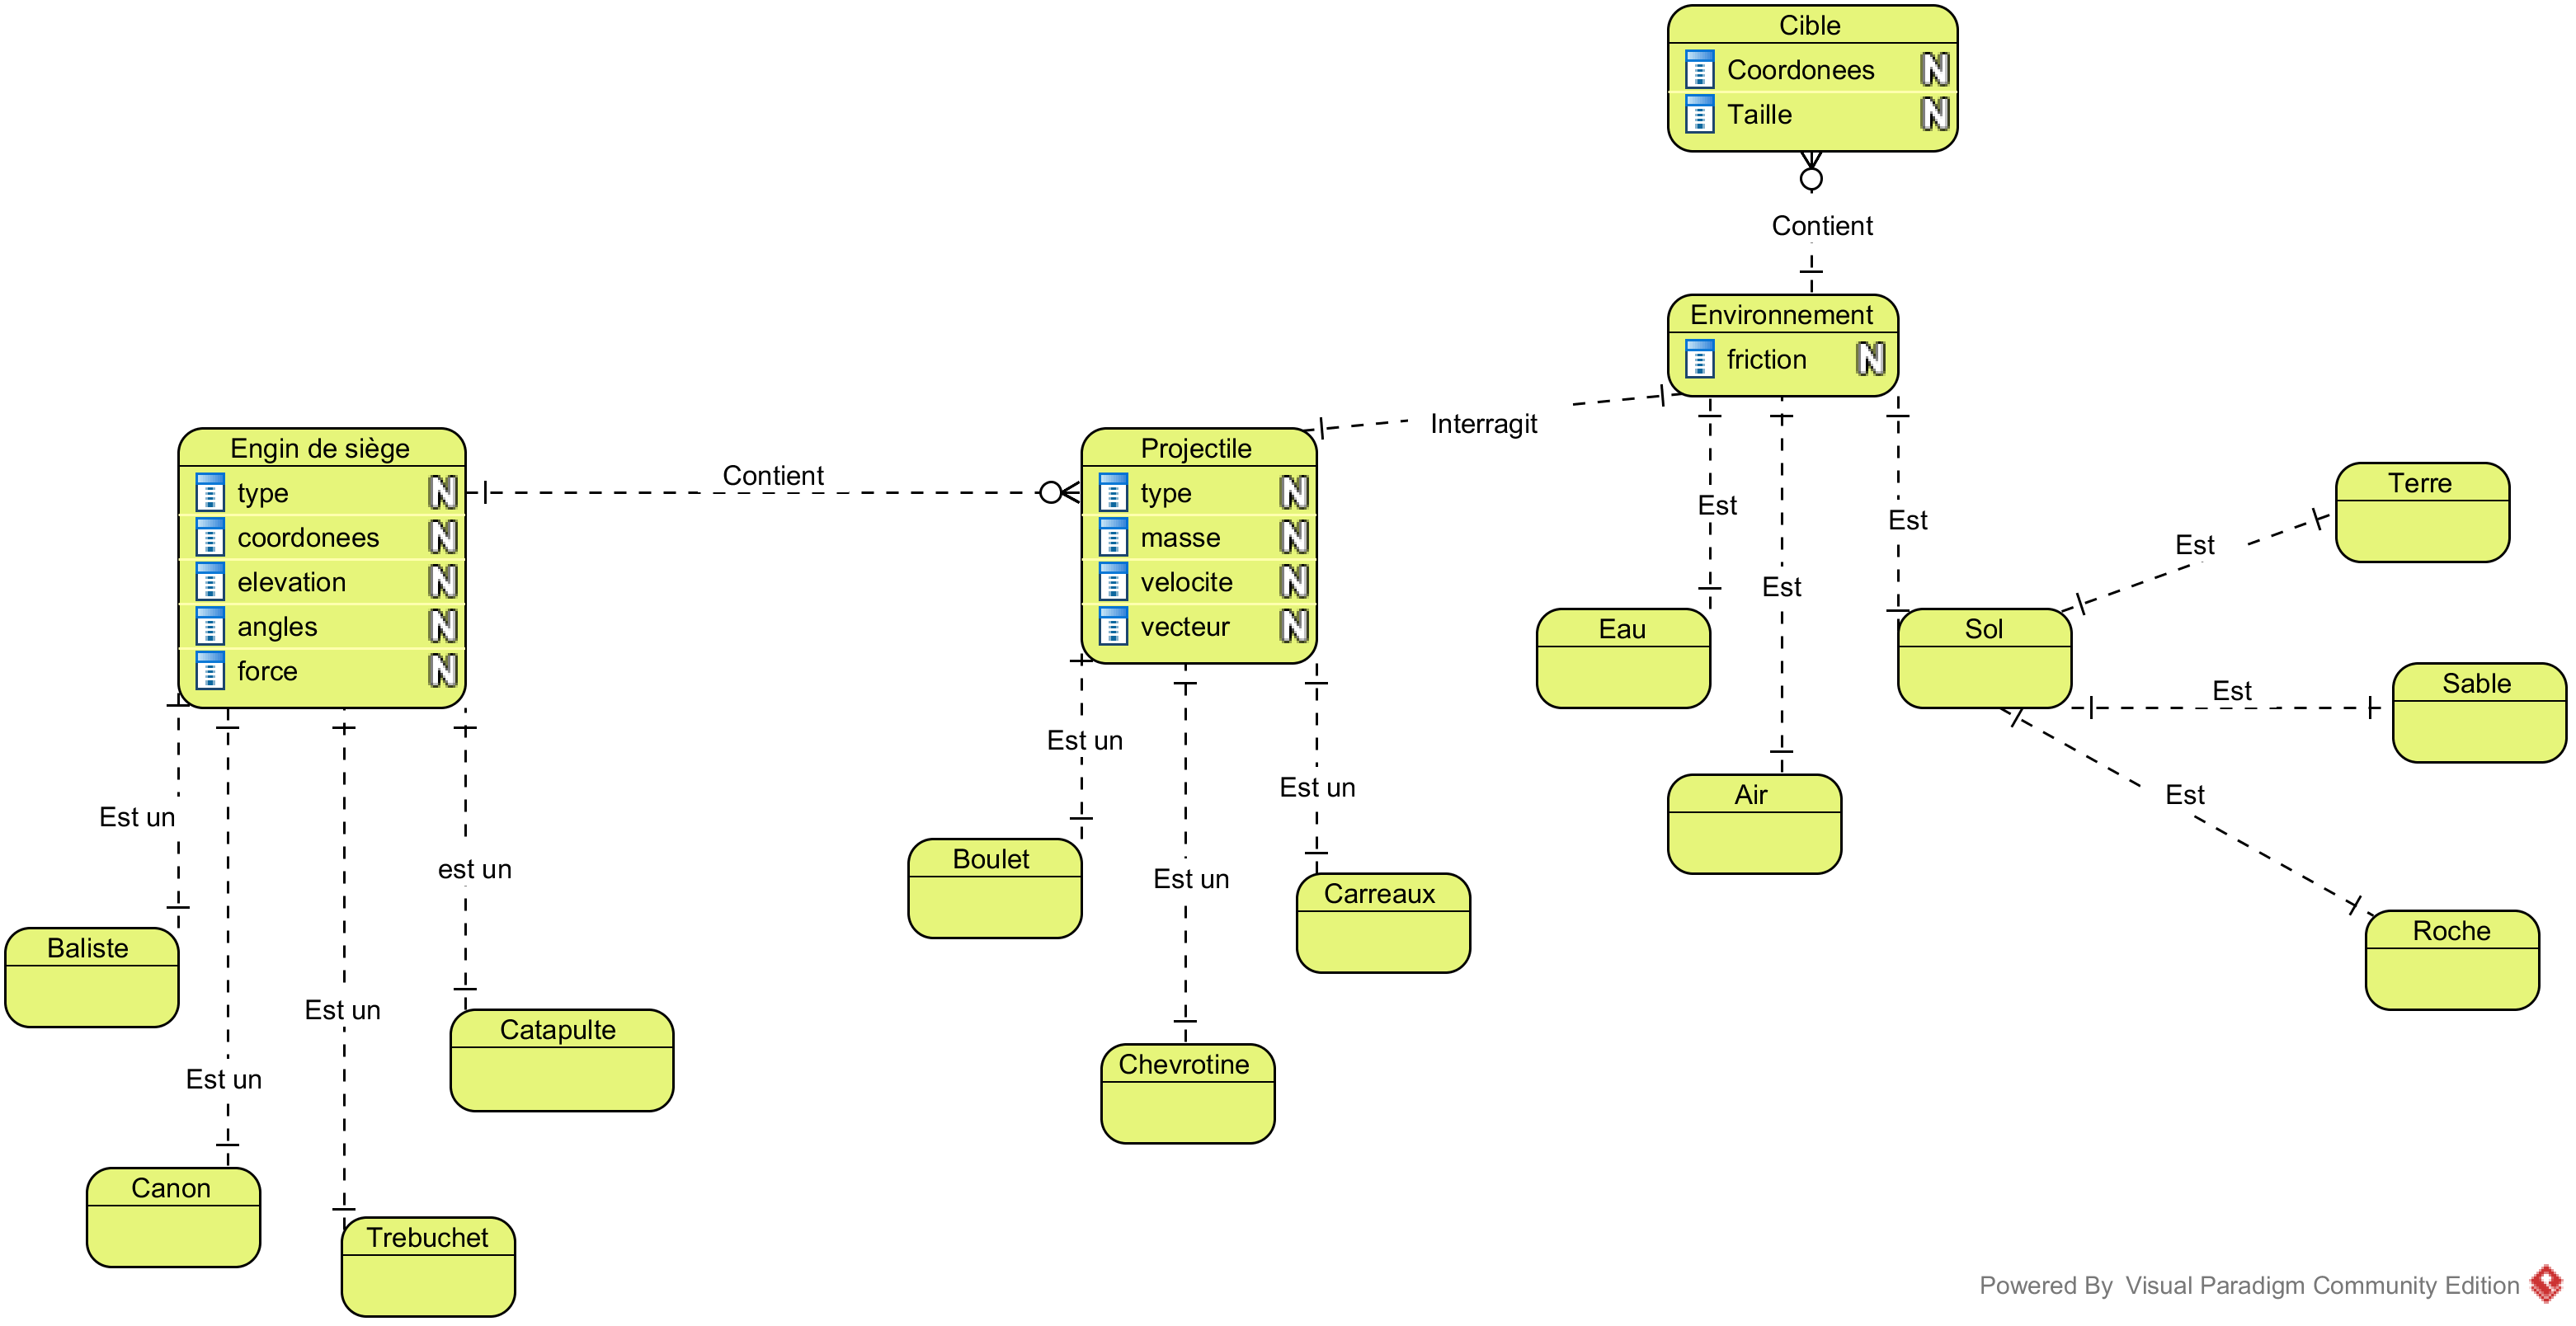 Cible
Coordonees
Taille
Contient
Environnement
friction
Interragit
Engin de siège
type
coordonees
elevation
angles
force
Contient
Projectile
type
masse
velocite
vecteur
Est
Est
Est
Eau
Air
Sol
Est
Terre
Est
Sable
Est
Roche
Est un
Boulet
Est un
Chevrotine
Est un
Carreaux
Est un
Baliste
Est un
Canon
Est un
Trebuchet
est un
Catapulte
Powered By Visual Paradigm Community Edition